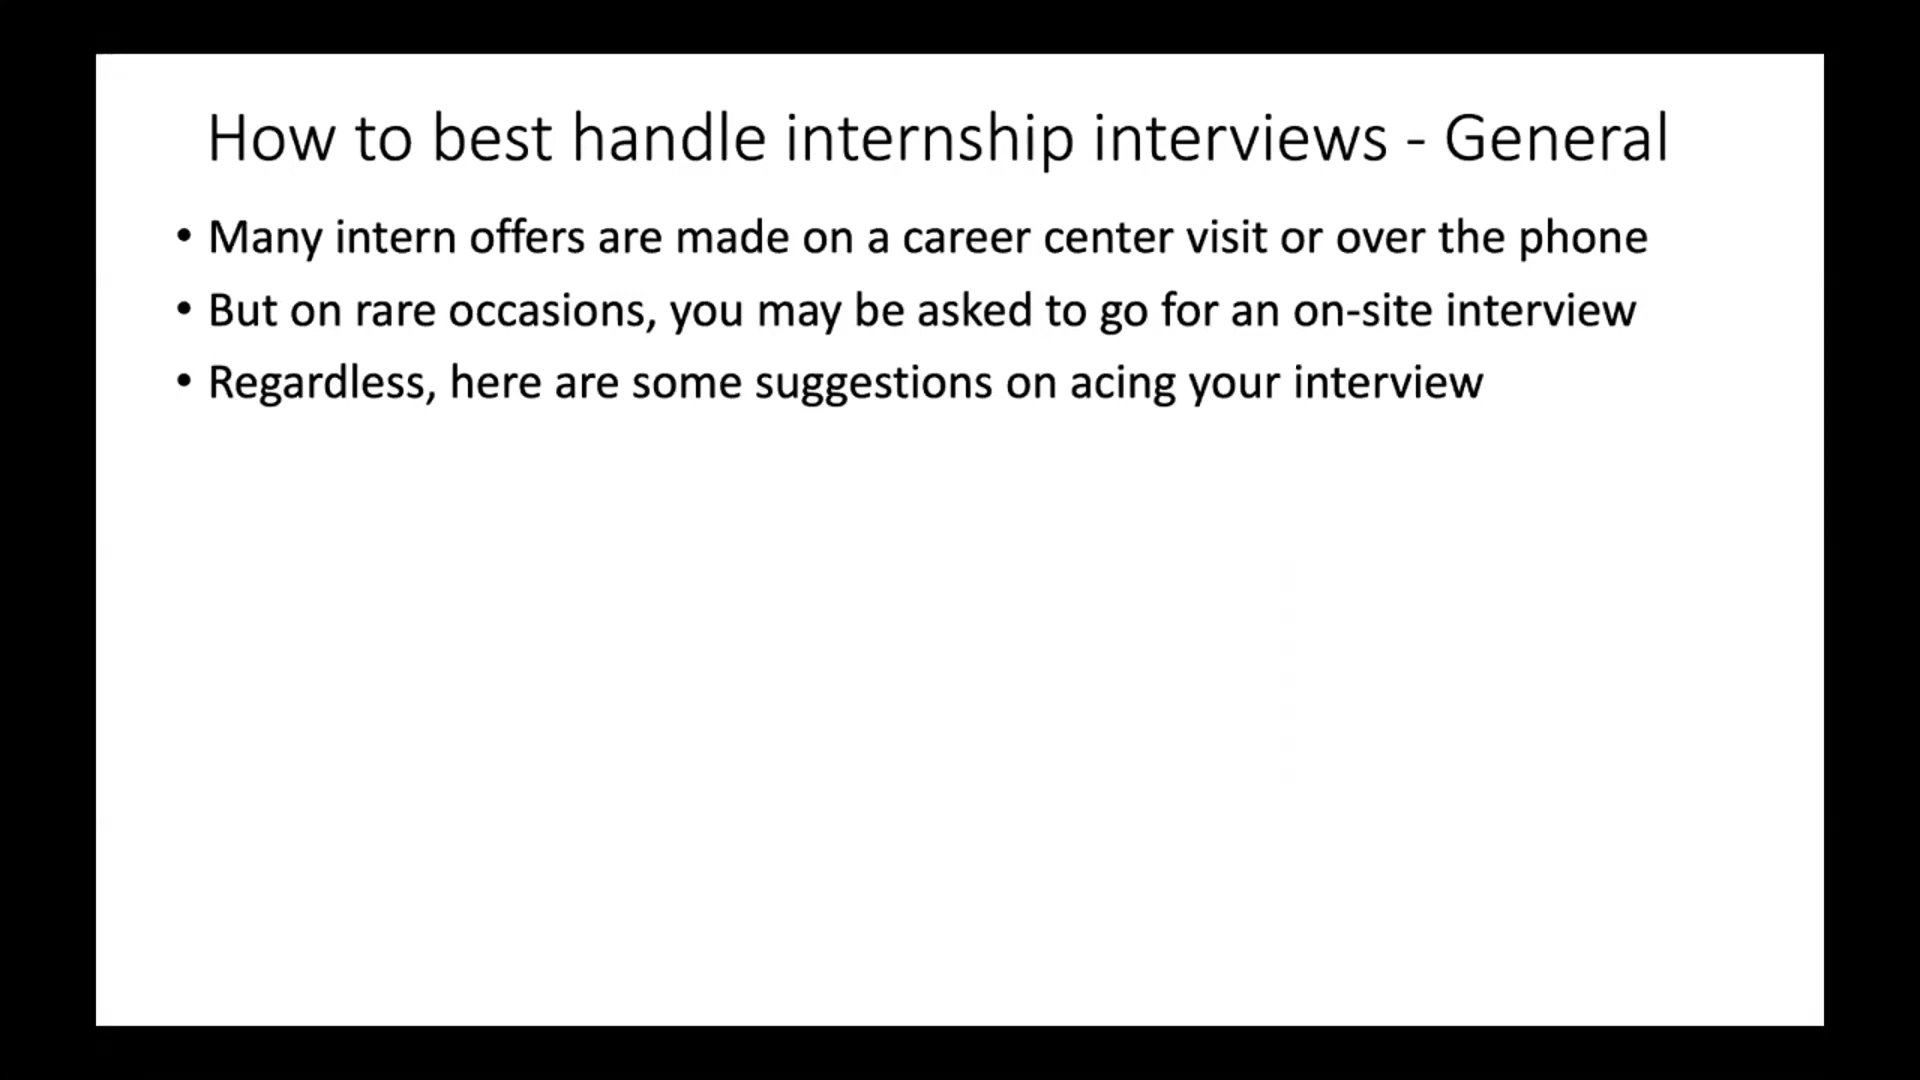 How to best handle internship interviews - General
• Many intern offers are made on a career center visit or over the phone
• But on rare occasions, you may be asked to go for an on-site interview
• Regardless, here are some suggestions on acing your interview